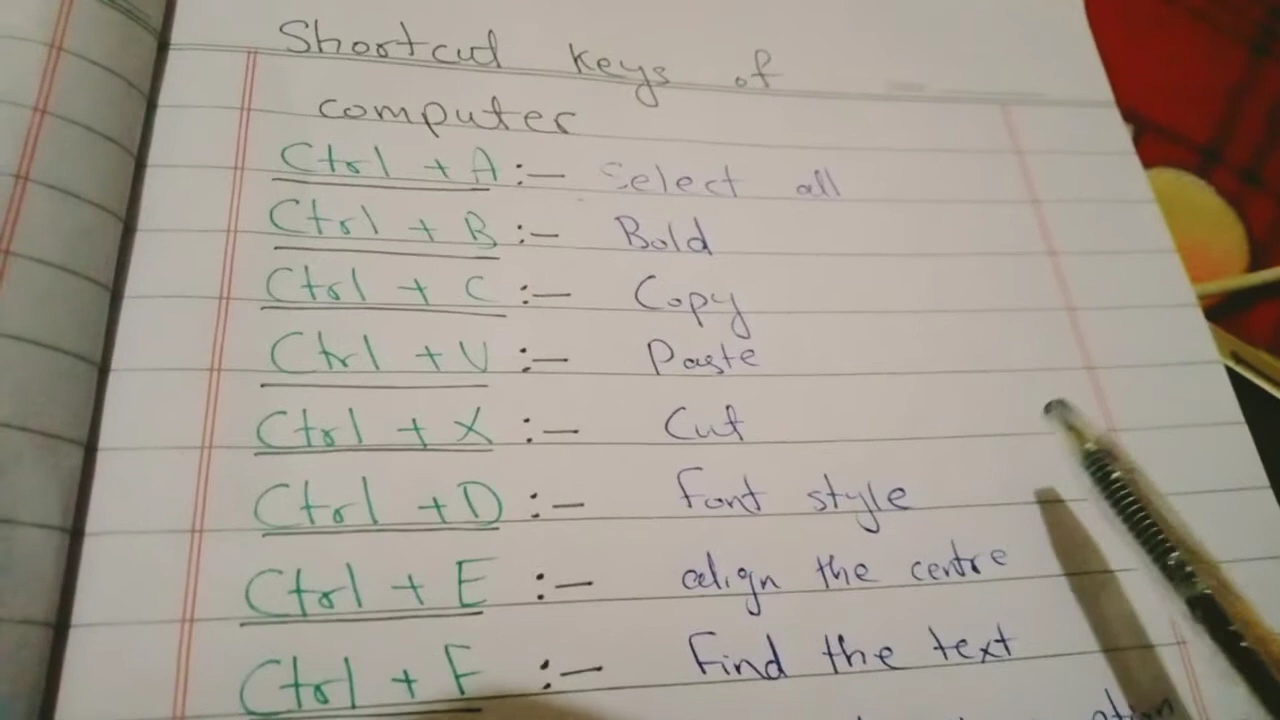 Shortcut keys of
computer
Ctrl + A :- Select all
Ctrl + B :- Bold
Ctrl + C :- Copy
Ctrl + V :- Paste
Ctrl + X :- Cut
Ctrl + D :- Font style
Ctrl + E :- align the centre
Ctrl + F :- Find the text